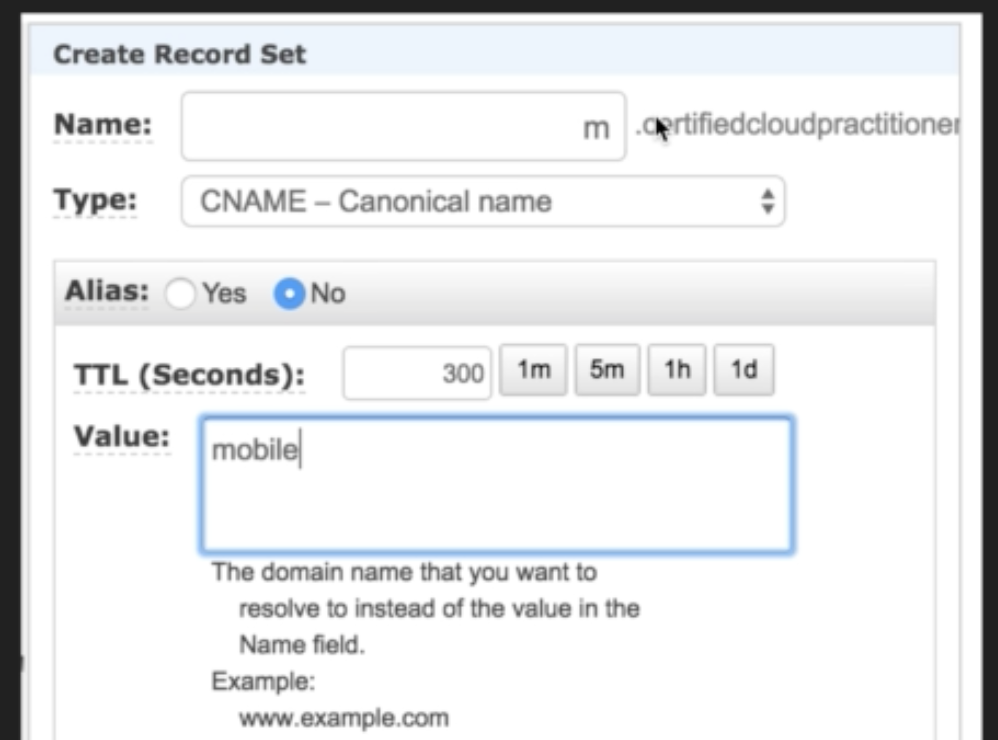 Create Record Set
Name: m .certifiedcloudpractitioner
Type: CNAME – Canonical name
Alias: Yes No
TTL (Seconds): 300 1m 5m 1h 1d
Value: mobile
The domain name that you want to
resolve to instead of the value in the
Name field.
Example:
www.example.com